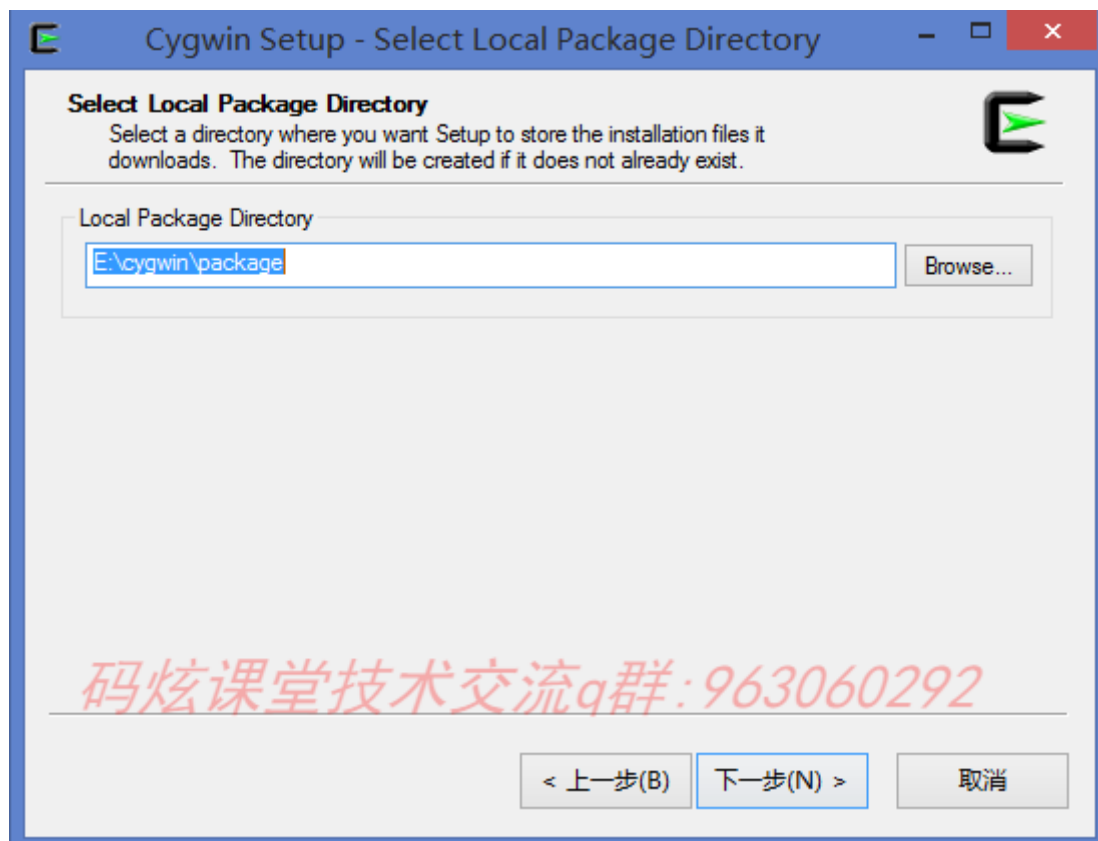 Cygwin Setup - Select Local Package Directory
Select Local Package Directory
Select a directory where you want Setup to store the installation files it
downloads. The directory will be created if it does not already exist.
Local Package Directory
E:\cygwin\package
Browse...
码炫课堂技术交流q群:963060292
< 上一步(B)
下一步(N) >
取消